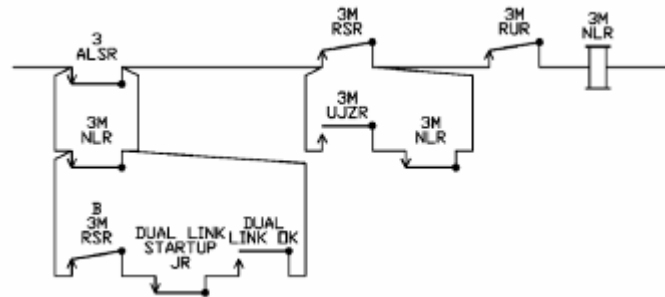 3
ALSR
3M
RSR
3M
RUR
3M
NLR
3M
NLR
3M
UJZR
3M
NLR
B
3M
RSR
DUAL LINK
STARTUP
JR
DUAL
LINK OK